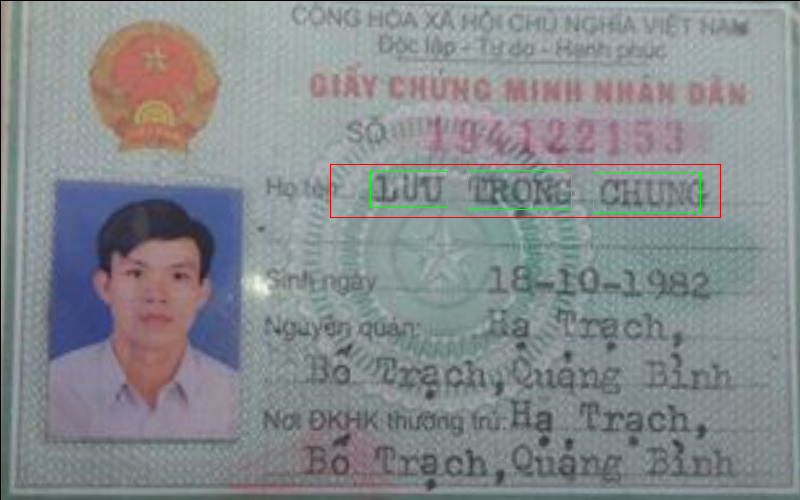 CỘNG HÒA XÃ HỘI CHỦ NGHĨA VIỆT NAM
Độc lập - Tự do - Hạnh phúc
GIẤY CHỨNG MINH NHÂN DÂN
SỐ 194122153
Họ tên: LƯU TRỌNG CHUNG
Sinh ngày 18-10-1982
Nguyên quán: Hạ Trạch,
Bố Trạch, Quảng Bình
Nơi ĐKHK thường trú: Hạ Trạch,
Bố Trạch, Quảng Bình